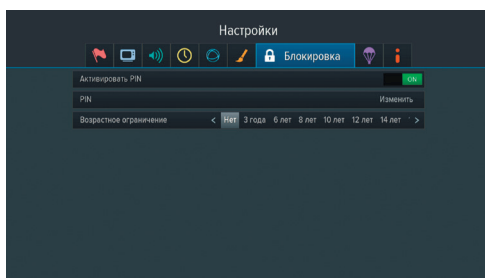 Настройки
Блокировка
Активировать PIN ON
PIN Изменить
Возрастное ограничение < Нет 3 года 6 лет 8 лет 10 лет 12 лет 14 лет >